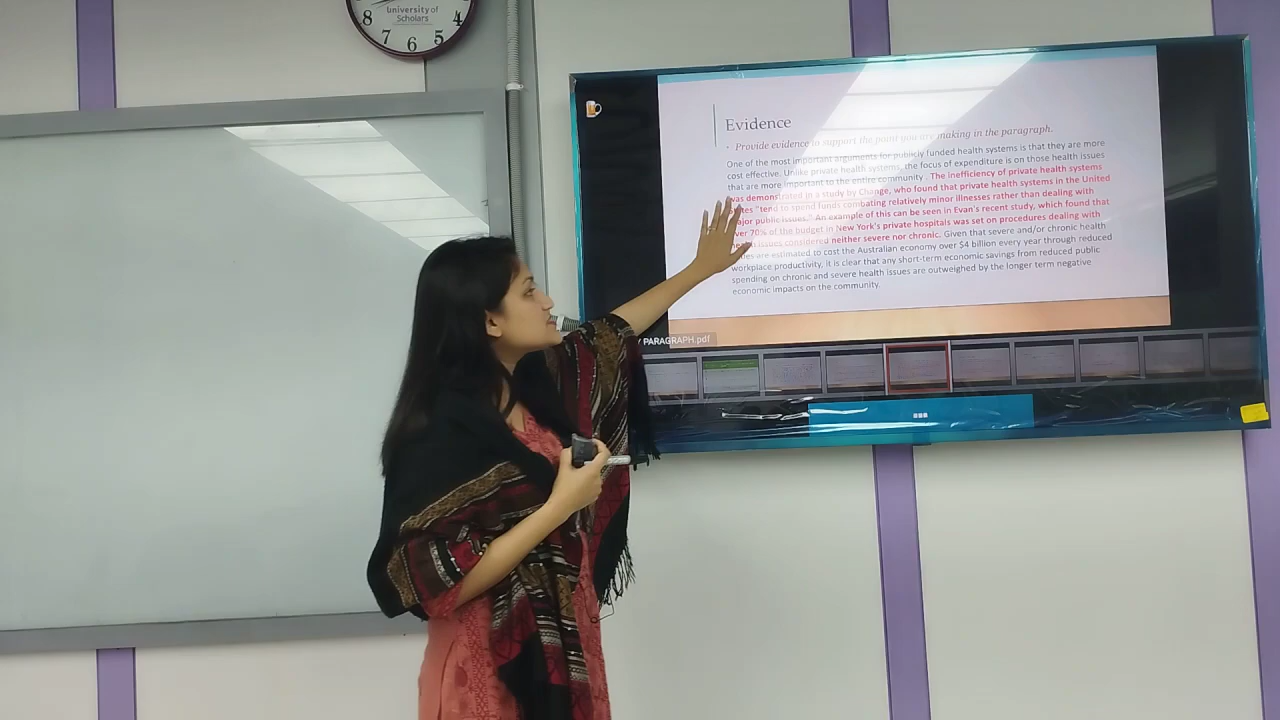 University of
Scholars
8
4
7
6
5
Evidence
Provide evidence to support the point you are making in the paragraph.
One of the most important arguments for publicly funded health systems is that they are more
cost effective. Unlike private health systems, the focus of expenditure is on those health issues
that are more important to the entire community. The inefficiency of private health systems
was demonstrated in a study by Change, who found that private health systems in the United
"tend to spend funds combating relatively minor illnesses rather than dealing with
public issues." An example of this can be seen in Evan's recent study, which found that
over 70% of the budget in New York's private hospitals was set on procedures dealing with
issues considered neither severe nor chronic. Given that severe and/or chronic health
are estimated to cost the Australian economy over $4 billion every year through reduced
workplace productivity, it is clear that any short-term economic savings from reduced public
spending on chronic and severe health issues are outweighed by the longer term negative
economic impacts on the community.
PARAGRAPH.pdf